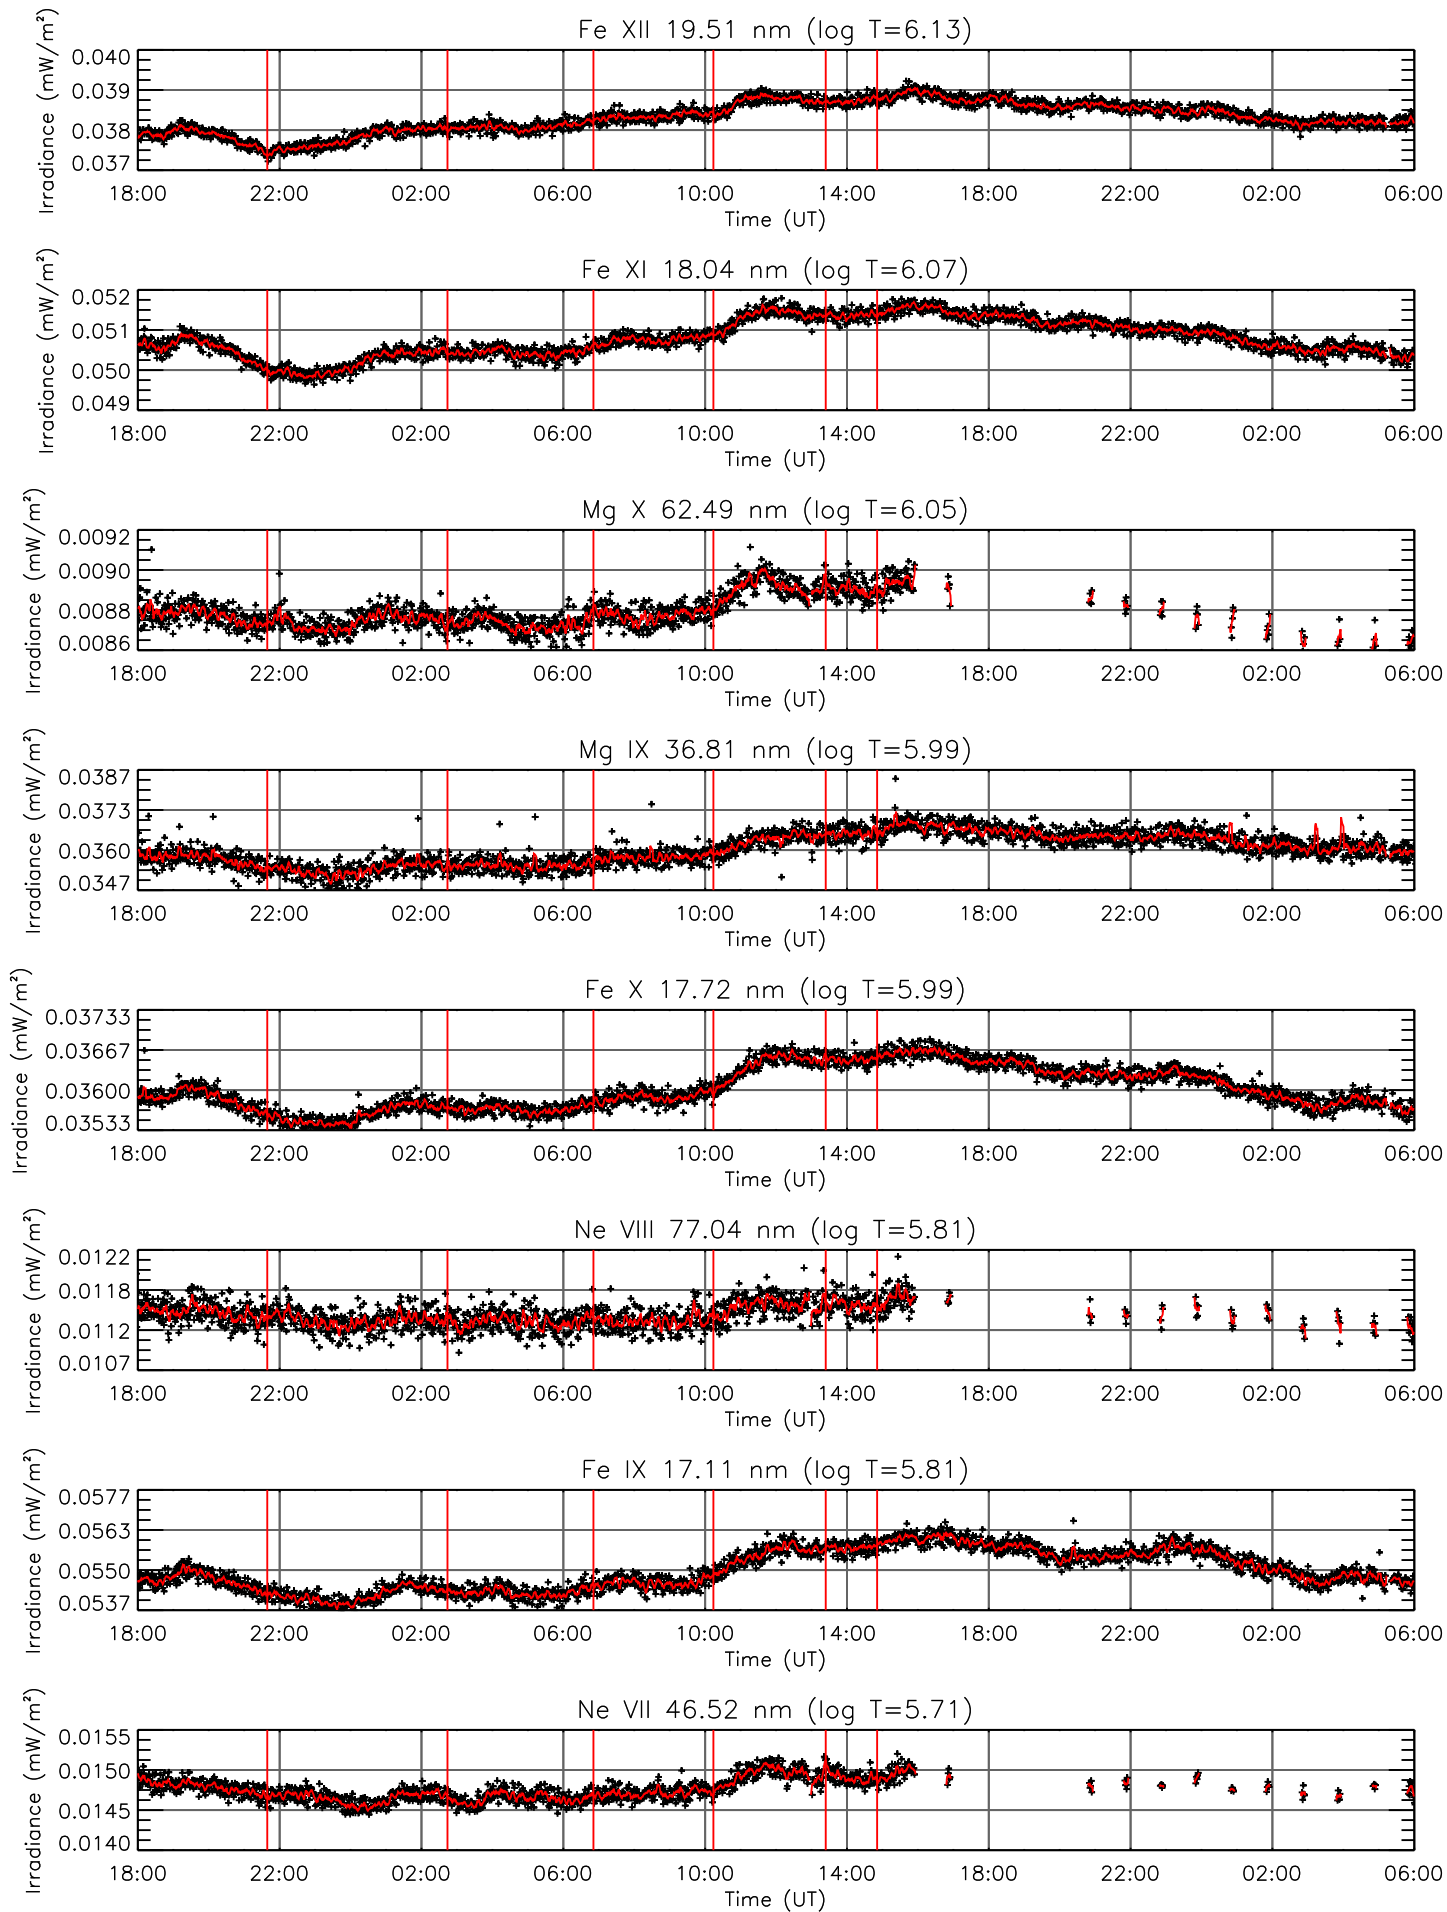 Fe XII 19.51 nm (log T=6.13)
Irradiance (mW/m²)
0.040
0.039
0.038
0.037
18:00 22:00 02:00 06:00 10:00 14:00 18:00 22:00 02:00 06:00
Time (UT)
Fe XI 18.04 nm (log T=6.07)
Irradiance (mW/m²)
0.052
0.051
0.050
0.049
18:00 22:00 02:00 06:00 10:00 14:00 18:00 22:00 02:00 06:00
Time (UT)
Mg X 62.49 nm (log T=6.05)
Irradiance (mW/m²)
0.0092
0.0090
0.0088
0.0086
18:00 22:00 02:00 06:00 10:00 14:00 18:00 22:00 02:00 06:00
Time (UT)
Mg IX 36.81 nm (log T=5.99)
Irradiance (mW/m²)
0.0387
0.0373
0.0360
0.0347
18:00 22:00 02:00 06:00 10:00 14:00 18:00 22:00 02:00 06:00
Time (UT)
Fe X 17.72 nm (log T=5.99)
Irradiance (mW/m²)
0.03733
0.03667
0.03600
0.03533
18:00 22:00 02:00 06:00 10:00 14:00 18:00 22:00 02:00 06:00
Time (UT)
Ne VIII 77.04 nm (log T=5.81)
Irradiance (mW/m²)
0.0122
0.0118
0.0112
0.0107
18:00 22:00 02:00 06:00 10:00 14:00 18:00 22:00 02:00 06:00
Time (UT)
Fe IX 17.11 nm (log T=5.81)
Irradiance (mW/m²)
0.0577
0.0563
0.0550
0.0537
18:00 22:00 02:00 06:00 10:00 14:00 18:00 22:00 02:00 06:00
Time (UT)
Ne VII 46.52 nm (log T=5.71)
Irradiance (mW/m²)
0.0155
0.0150
0.0145
0.0140
18:00 22:00 02:00 06:00 10:00 14:00 18:00 22:00 02:00 06:00
Time (UT)